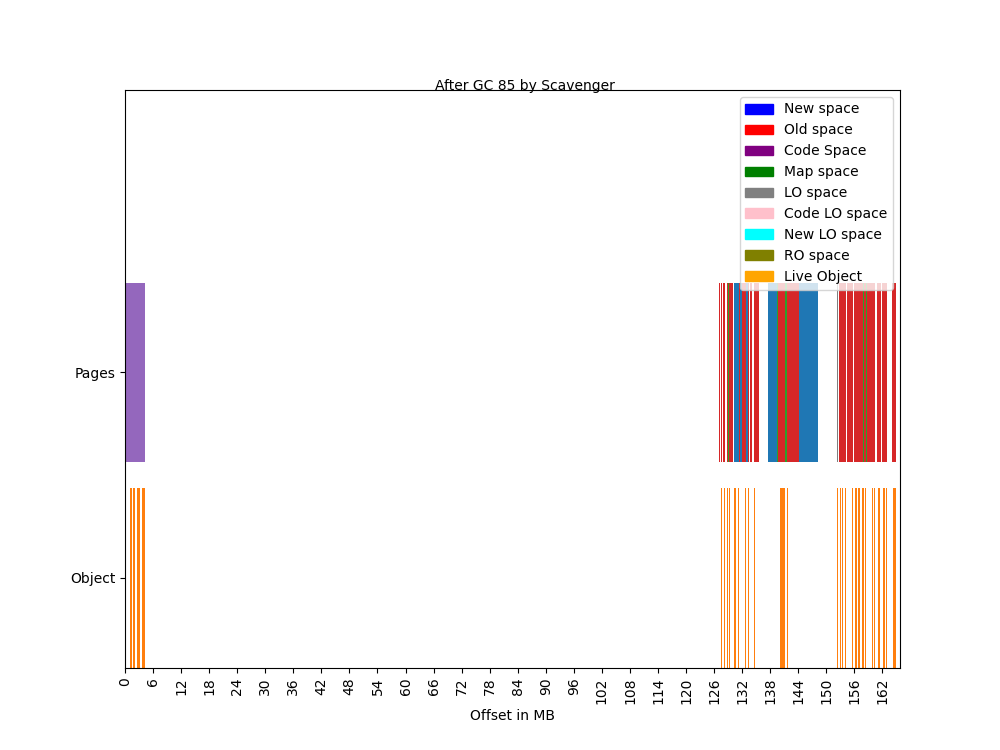 After GC 85 by Scavenger
New space
Old space
Code Space
Map space
LO space
Code LO space
New LO space
RO space
Live Object
Pages
Object
0 6 12 18 24 30 36 42 48 54 60 66 72 78 84 90 96 102 108 114 120 126 132 138 144 150 156 162
Offset in MB